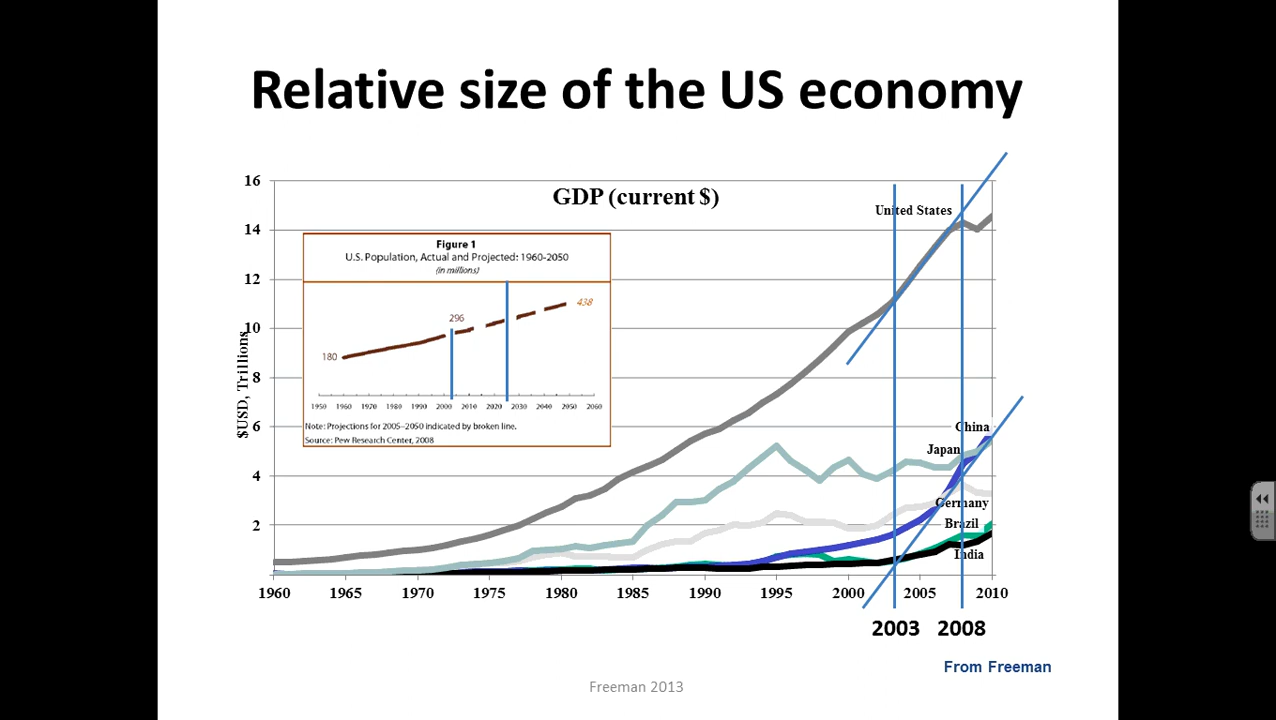 Relative size of the US economy
GDP (current $)
$USD, Trillions
16
14
12
10
8
6
4
2
United States
China
Japan
Germany
Brazil
India
Figure 1
U.S. Population, Actual and Projected: 1960-2050
(in millions)
438
296
180
1950 1960 1970 1980 1990 2000 2010 2020 2030 2040 2050 2060
Note: Projections for 2005-2050 indicated by broken line.
Source: Pew Research Center, 2008
1960 1965 1970 1975 1980 1985 1990 1995 2000 2005 2010
2003 2008
From Freeman
Freeman 2013